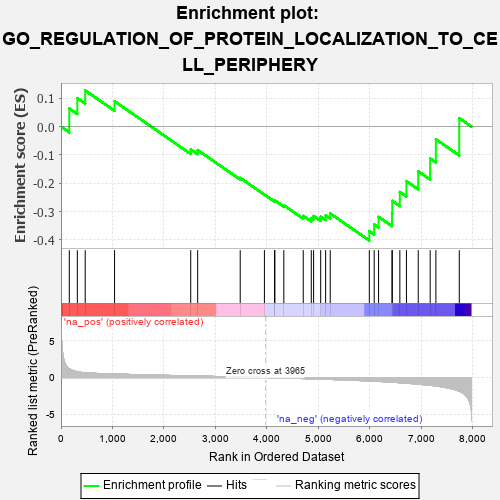 Enrichment plot:
GO_REGULATION_OF_PROTEIN_LOCALIZATION_TO_CE
LL_PERIPHERY
Enrichment score (ES)
0.1
0.0
-0.1
-0.2
-0.3
-0.4
'na_pos' (positively correlated)
Ranked list metric (PreRanked)
5
0
-5
Zero cross at 3965
'na_neg' (negatively correlated)
0
1,000
2,000
3,000
4,000
5,000
6,000
7,000
8,000
Rank in Ordered Dataset
Enrichment profile
Hits
Ranking metric scores